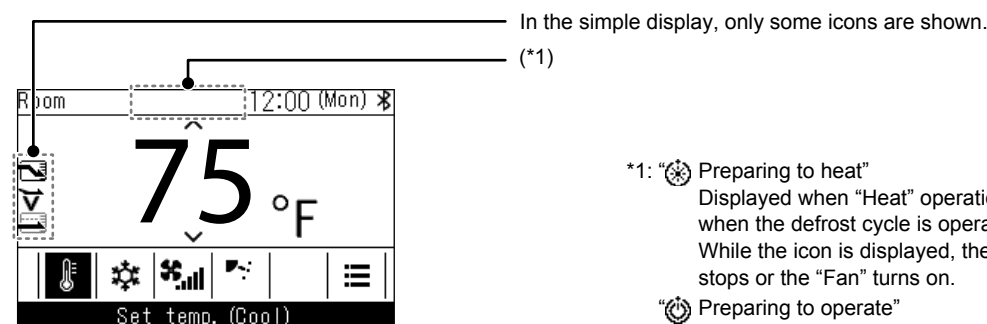 In the simple display, only some icons are shown.
(*1)
Room 12:00 (Mon)
75 °F
Set temp. (Cool)
*1: “ Preparing to heat”
Displayed when “Heat” operatio
when the defrost cycle is opera
While the icon is displayed, the
stops or the “Fan” turns on.
“ Preparing to operate”